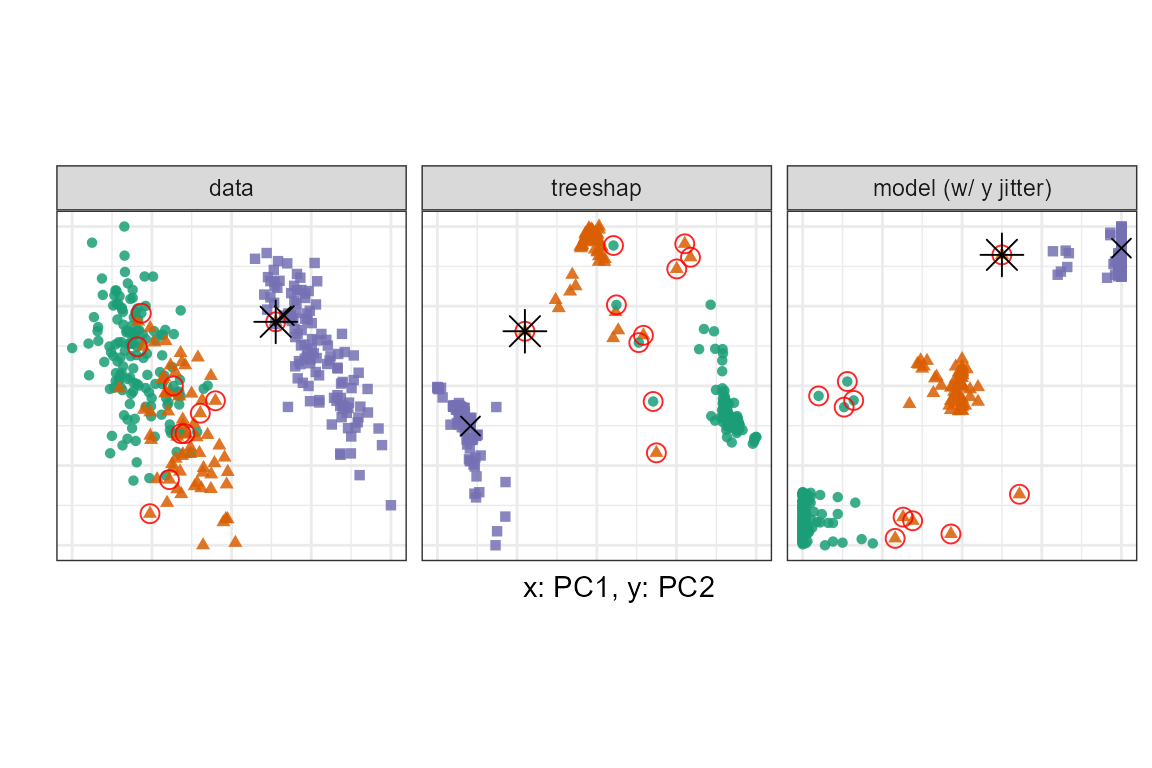 data
treeshap
model (w/ y jitter)
x: PC1, y: PC2